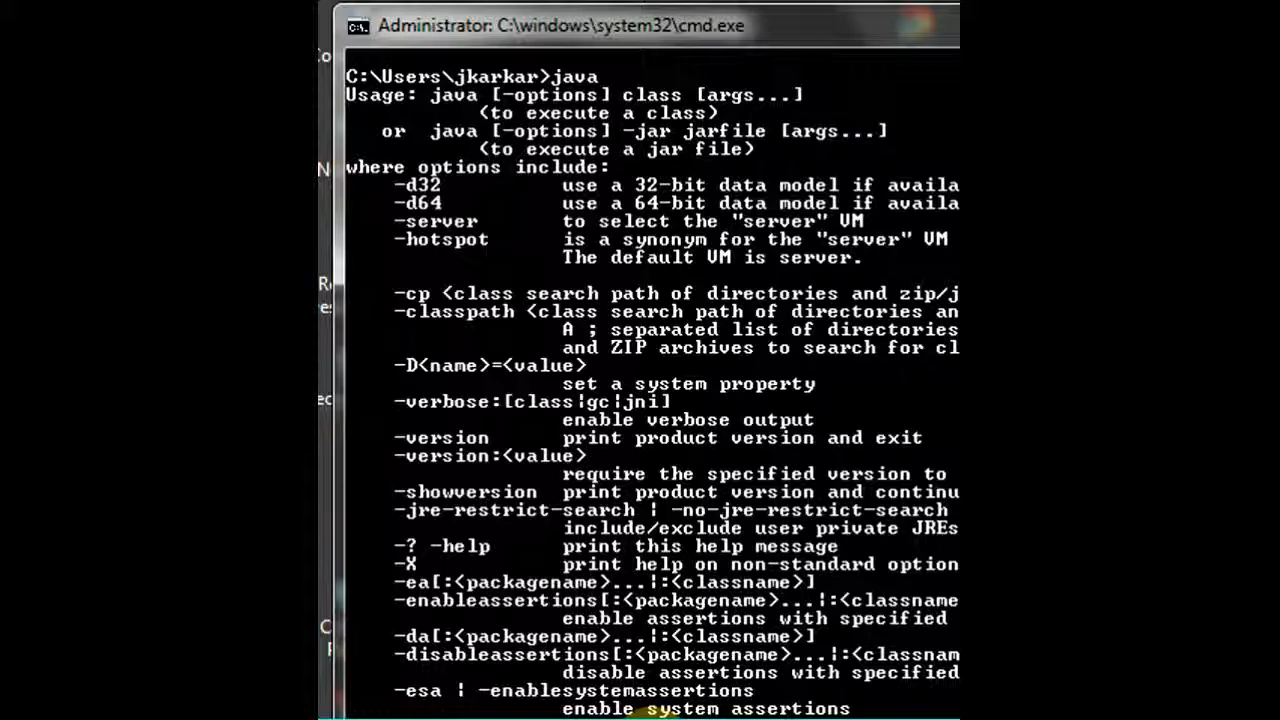 Administrator: C:\windows\system32\cmd.exe
C:\Users\jkarkar>java
Usage: java [-options] class [args...]
(to execute a class)
or java [-options] -jar jarfile [args...]
(to execute a jar file)
where options include:
-d32 use a 32-bit data model if availa
-d64 use a 64-bit data model if availa
-server to select the "server" VM
-hotspot is a synonym for the "server" VM
The default VM is server.
-cp <class search path of directories and zip/j
-classpath <class search path of directories an
A ; separated list of directories
and ZIP archives to search for cl
-D<name>=<value>
set a system property
-verbose:[class¦gc¦jni]
enable verbose output
-version print product version and exit
-version:<value>
require the specified version to
-showversion print product version and continu
-jre-restrict-search ¦ -no-jre-restrict-search
include/exclude user private JREs
-? -help print this help message
-X print help on non-standard option
-ea[:<packagename>...¦:<classname>]
-enableassertions[:<packagename>...¦:<classname
enable assertions with specified
-da[:<packagename>...¦:<classname>]
-disableassertions[:<packagename>...¦:<classnam
disable assertions with specified
-esa ¦ -enablesystemassertions
enable system assertions